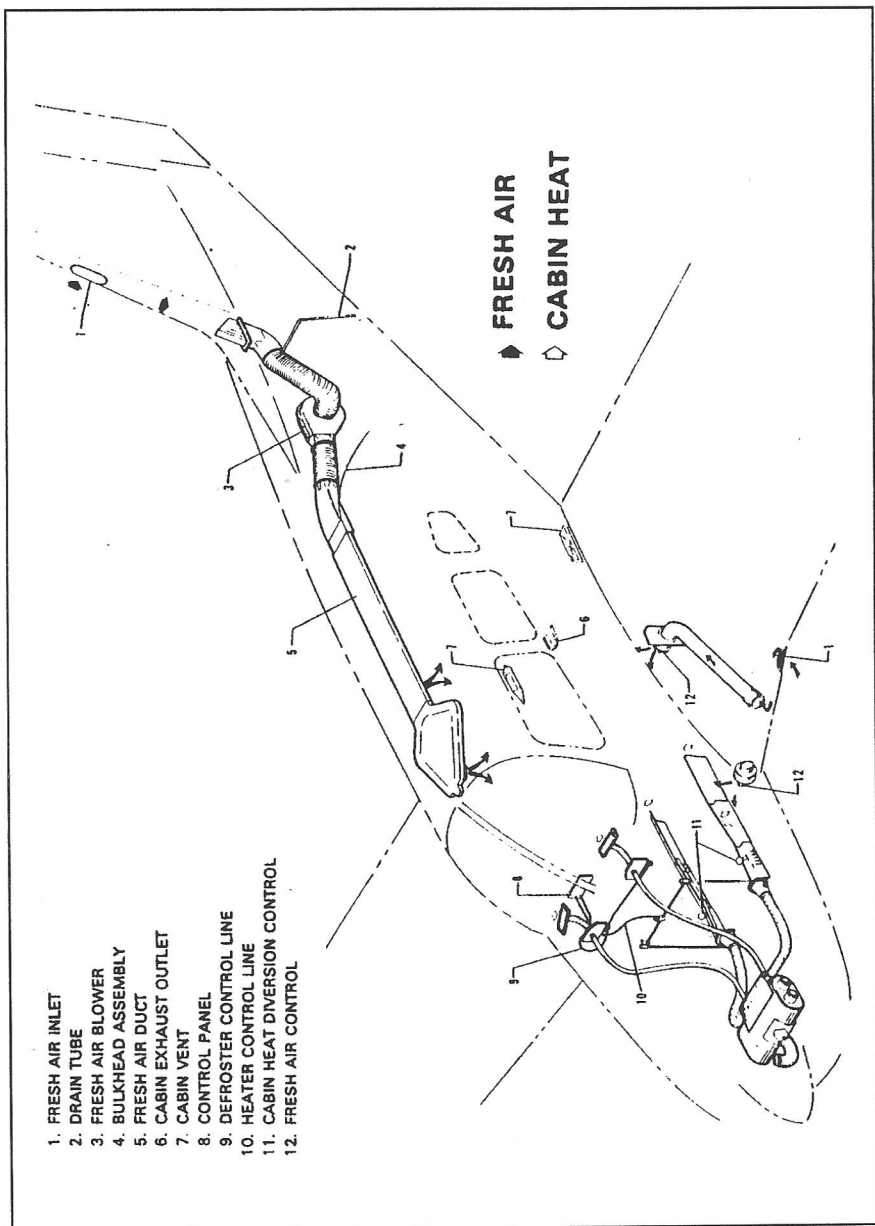 1. FRESH AIR INLET
2. DRAIN TUBE
3. FRESH AIR BLOWER
4. BULKHEAD ASSEMBLY
5. FRESH AIR DUCT
6. CABIN EXHAUST OUTLET
7. CABIN VENT
8. CONTROL PANEL
9. DEFROSTER CONTROL LINE
10. HEATER CONTROL LINE
11. CABIN HEAT DIVERSION CONTROL
12. FRESH AIR CONTROL
1
2
3
4
5
7
6
7
8
9
10
11
12
12
1
FRESH AIR
CABIN HEAT